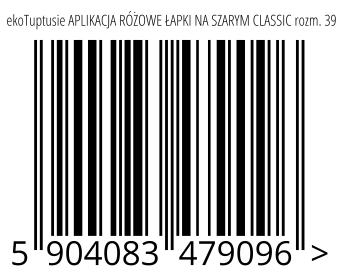 ekoTuptusie APLIKACJA RÓŻOWE ŁAPKI NA SZARYM CLASSIC rozm. 39
5 904083 479096 >